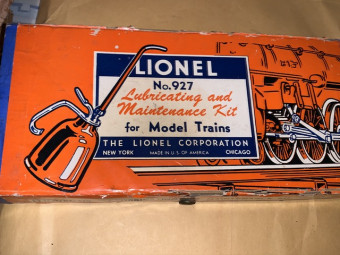 LIONEL
No. 927
Lubricating and
Maintenance Kit
for Model Trains
THE LIONEL CORPORATION
NEW YORK MADE IN U.S. OF AMERICA CHICAGO